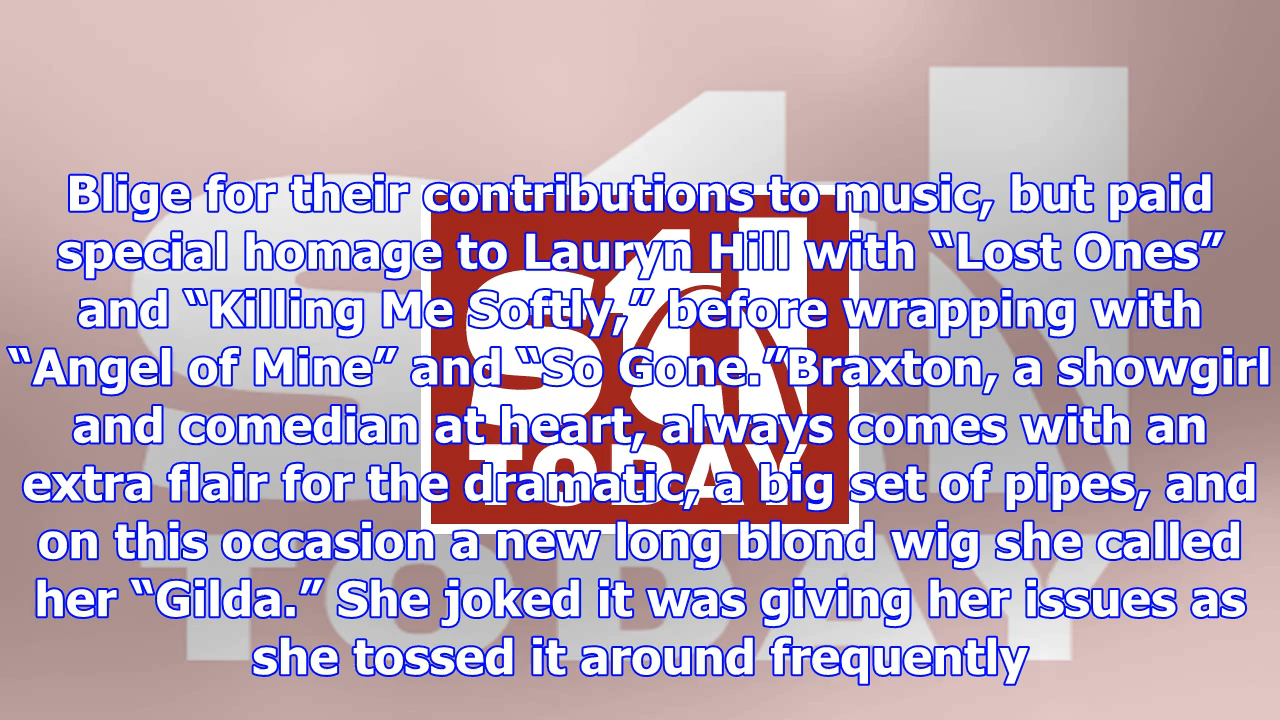 Blige for their contributions to music, but paid
special homage to Lauryn Hill with “Lost Ones”
and “Killing Me Softly,” before wrapping with
“Angel of Mine” and “So Gone.”Braxton, a showgirl
and comedian at heart, always comes with an
extra flair for the dramatic, a big set of pipes, and
on this occasion a new long blond wig she called
her “Gilda.” She joked it was giving her issues as
she tossed it around frequently
TODAY
TODAY